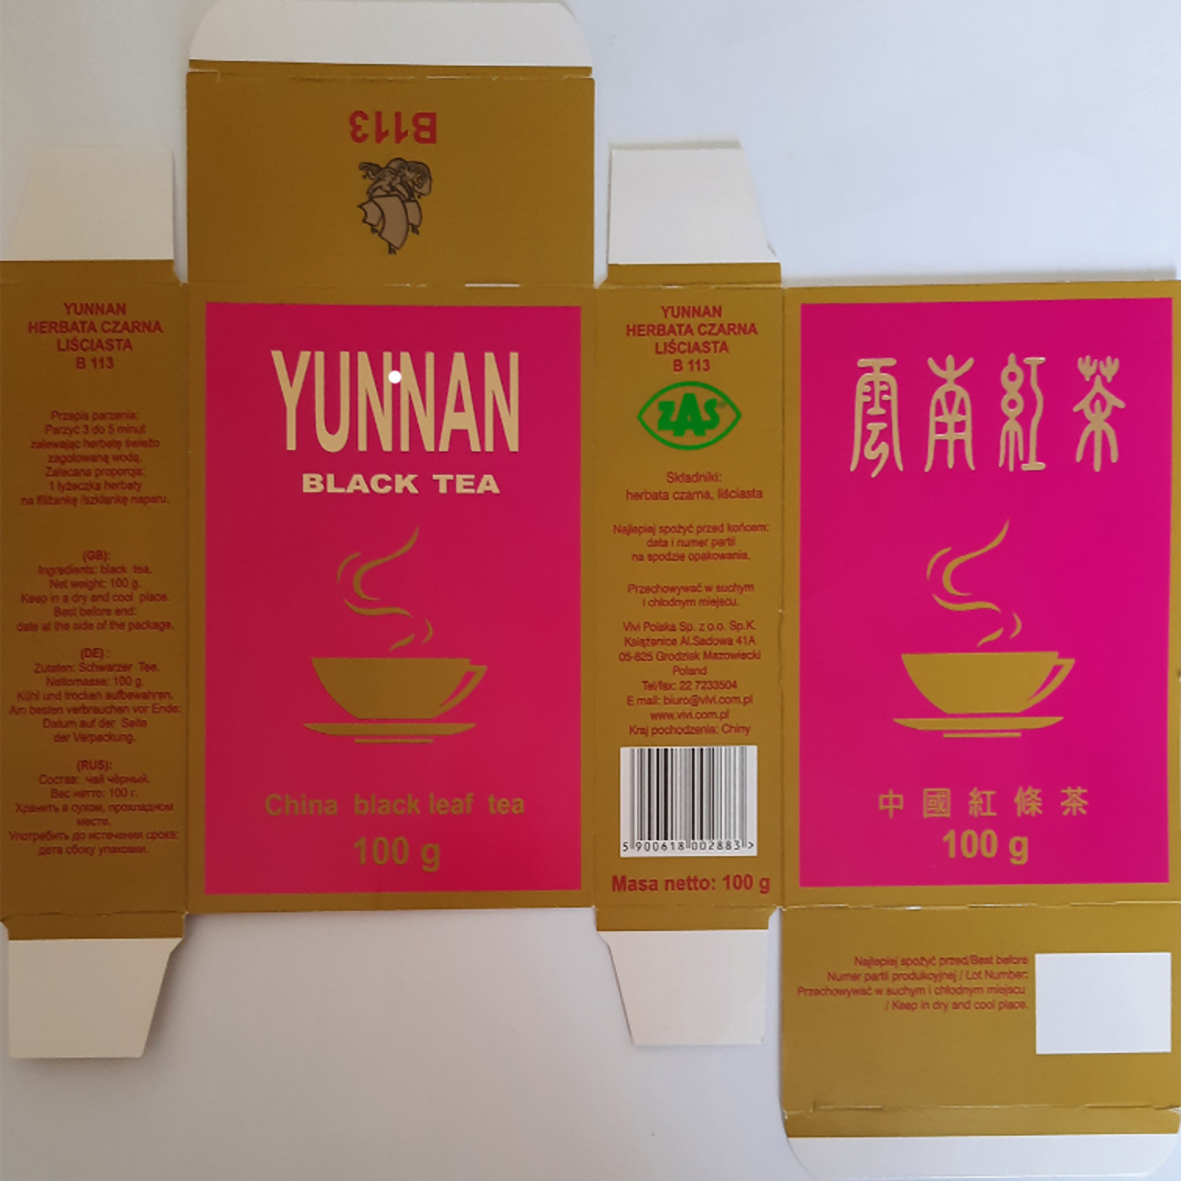 B113
YUNNAN
HERBATA CZARNA
LIŚCIASTA
B 113
Przepis parzenia:
Parzyć 3 do 5 minut
zalewając herbatę świeżo
zagotowaną wodą.
Zalecana proporcja:
1 łyżeczka herbaty
na filiżankę /szklankę naparu.
(GB):
Ingredients: black tea.
Net weight: 100 g.
Keep in a dry and cool place.
Best before end:
date at the side of the package.
(DE) :
Zutaten: Schwarzer Tee.
Nettomasse: 100 g.
Kühl und trocken aufbewahren.
Am besten verbrauchen vor Ende:
Datum auf der Seite
der Verpackung.
(RUS):
Состав: чай чёрный.
Вес нетто: 100 г.
Хранить в сухом, прохладном
месте.
Употребить до истечения срока:
дата сбоку упаковки.
YUNNAN
BLACK TEA
China black leaf tea
100 g
YUNNAN
HERBATA CZARNA
LIŚCIASTA
B 113
ZAS®
Składniki:
herbata czarna, liściasta
Najlepiej spożyć przed końcem:
data i numer partii
na spodzie opakowania.
Przechowywać w suchym
i chłodnym miejscu.
Vivi Polska Sp. z o.o. Sp.K.
Książenice Al.Sadowa 41A
05-825 Grodzisk Mazowiecki
Poland
Tel/fax: 22 7233504
E mail: biuro@vivi.com.pl
www.vivi.com.pl
Kraj pochodzenia: Chiny
5 900618 002883 >
Masa netto: 100 g
雲南紅茶
中國紅條茶
100 g
Najlepiej spożyć przed/Best before
Numer partii produkcyjnej / Lot Number:
Przechowywać w suchym i chłodnym miejscu
/ Keep in dry and cool place.